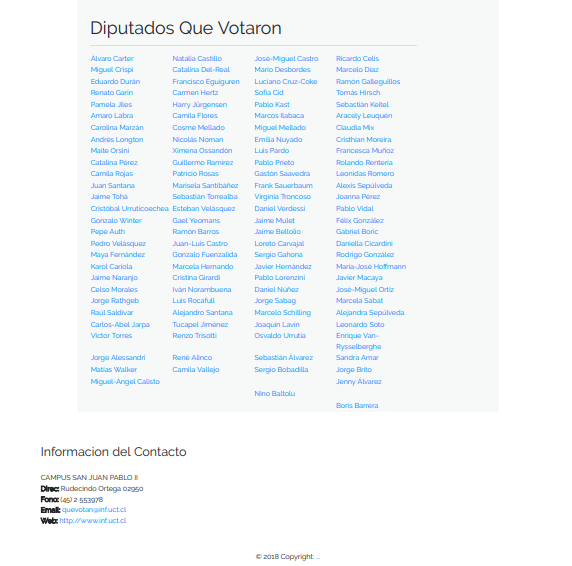 Diputados Que Votaron
Álvaro Carter Natalia Castillo José-Miguel Castro Ricardo Celis
Miguel Crispi Catalina Del-Real Mario Desbordes Marcelo Díaz
Eduardo Durán Francisco Eguiguren Luciano Cruz-Coke Ramón Galleguillos
Renato Garín Carmen Hertz Sofía Cid Tomás Hirsch
Pamela Jiles Harry Jürgensen Pablo Kast Sebastián Keitel
Amaro Labra Camila Flores Marcos Ilabaca Aracely Leuquén
Carolina Marzán Cosme Mellado Miguel Mellado Claudia Mix
Andrés Longton Nicolás Noman Emilia Nuyado Cristhian Moreira
Maite Orsini Ximena Ossandón Luis Pardo Francesca Muñoz
Catalina Pérez Guillermo Ramírez Pablo Prieto Rolando Rentería
Camila Rojas Patricio Rosas Gastón Saavedra Leonidas Romero
Juan Santana Marisela Santibáñez Frank Sauerbaum Alexis Sepúlveda
Jaime Tohá Sebastián Torrealba Virginia Troncoso Joanna Pérez
Cristóbal Urruticoechea Esteban Velásquez Daniel Verdessi Pablo Vidal
Gonzalo Winter Gael Yeomans Jaime Mulet Félix González
Pepe Auth Ramón Barros Jaime Bellolio Gabriel Boric
Pedro Velásquez Juan-Luis Castro Loreto Carvajal Daniella Cicardini
Maya Fernández Gonzalo Fuenzalida Sergio Gahona Rodrigo González
Karol Cariola Marcela Hernando Javier Hernández María-José Hoffmann
Jaime Naranjo Cristina Girardi Pablo Lorenzini Javier Macaya
Celso Morales Iván Norambuena Daniel Núñez José-Miguel Ortiz
Jorge Rathgeb Luis Rocafull Jorge Sabag Marcela Sabat
Raúl Saldívar Alejandro Santana Marcelo Schilling Alejandra Sepúlveda
Carlos-Abel Jarpa Tucapel Jiménez Joaquín Lavín Leonardo Soto
Víctor Torres Renzo Trisotti Osvaldo Urrutia Enrique Van-
Rysselberghe
Jorge Alessandri René Alinco Sebastián Álvarez Sandra Amar
Matías Walker Camila Vallejo Sergio Bobadilla Jorge Brito
Miguel-Ángel Calisto Jenny Álvarez
Nino Baltolu
Boris Barrera
Informacion del Contacto
CAMPUS SAN JUAN PABLO II
Direc: Rudecindo Ortega 02950
Fono: (45) 2 553978
Email: quevotan@inf.uct.cl
Web: http://www.inf.uct.cl
© 2018 Copyright: ...